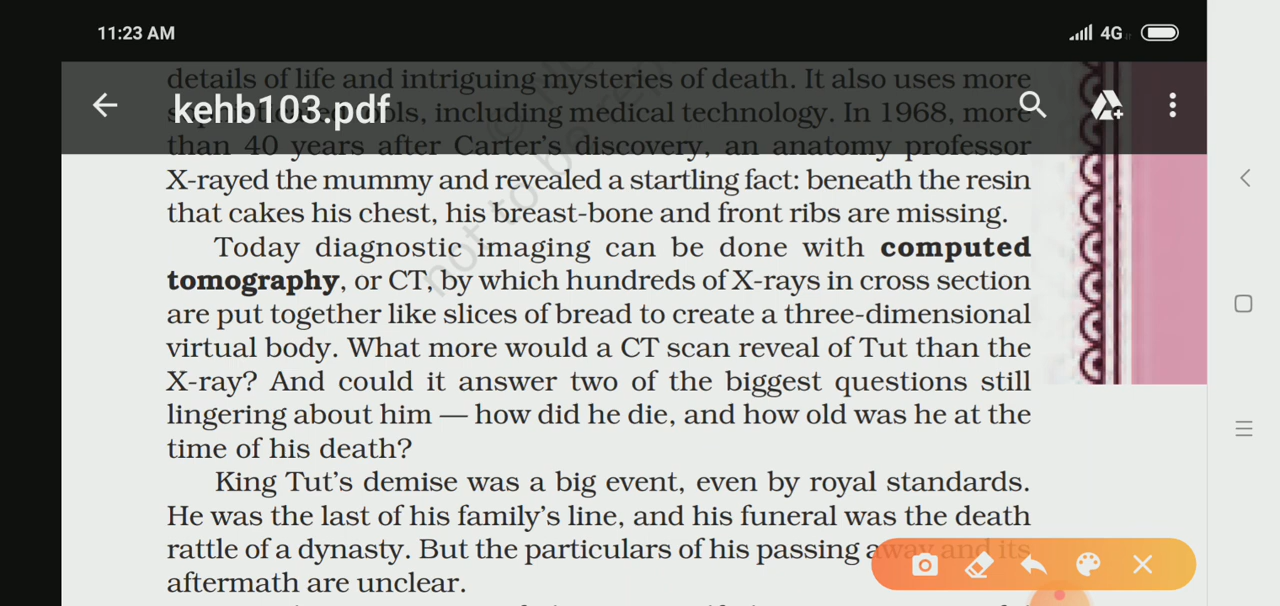 11:23 AM
4G
details of life and intriguing mysteries of death. It also uses more
kehb103.pdf
including medical technology. In 1968, more
than 40 years after Carter's discovery, an anatomy professor
X-rayed the mummy and revealed a startling fact: beneath the resin
that cakes his chest, his breast-bone and front ribs are missing.
Today diagnostic imaging can be done with computed
tomography, or CT, by which hundreds of X-rays in cross section
are put together like slices of bread to create a three-dimensional
virtual body. What more would a CT scan reveal of Tut than the
X-ray? And could it answer two of the biggest questions still
lingering about him — how did he die, and how old was he at the
time of his death?
King Tut's demise was a big event, even by royal standards.
He was the last of his family's line, and his funeral was the death
rattle of a dynasty. But the particulars of his passing away and its
aftermath are unclear.
not to be